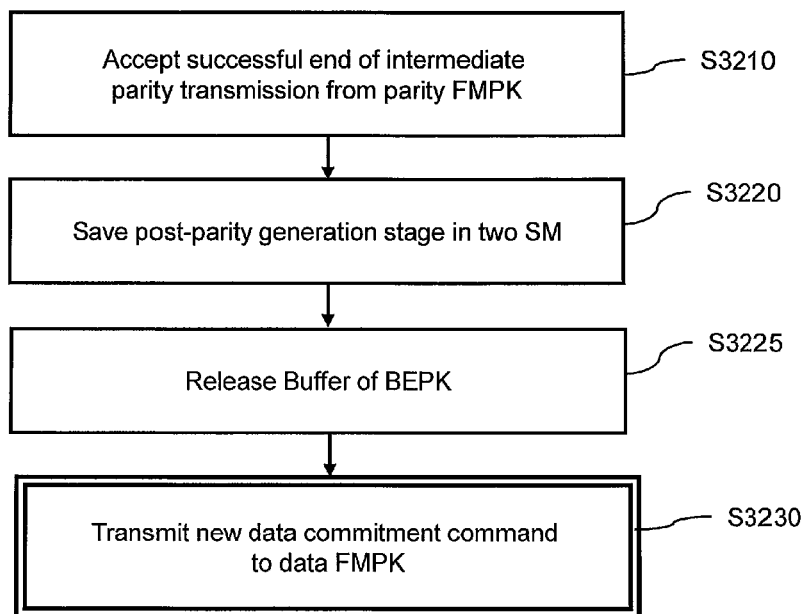 Accept successful end of intermediate
parity transmission from parity FMPK
S3210
Save post-parity generation stage in two SM
S3220
Release Buffer of BEPK
S3225
Transmit new data commitment command
to data FMPK
S3230